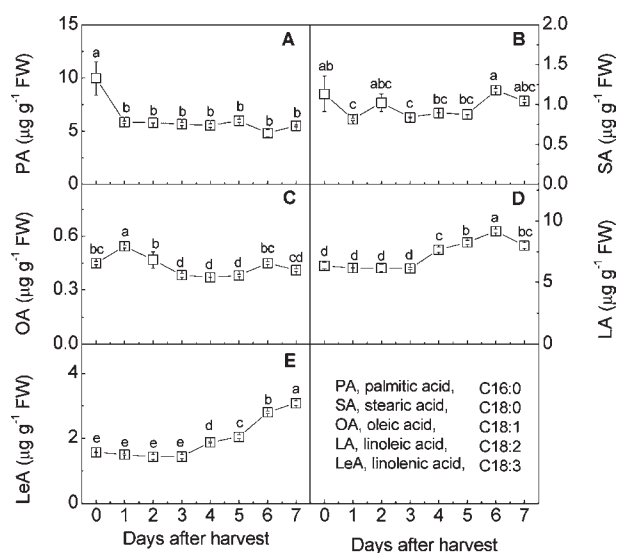 15
10
5
0
PA (µg g⁻¹ FW)
A
a
b b b b b b b
B
ab c abc c bc bc a abc
2.0
1.5
1.0
0.5
0.0
SA (µg g⁻¹ FW)
0.6
0.3
0.0
OA (µg g⁻¹ FW)
C
bc a b d d d bc cd
D
d d d d c b a bc
10
5
0
LA (µg g⁻¹ FW)
4
2
0
LeA (µg g⁻¹ FW)
E
e e e e d c b a
PA, palmitic acid, C16:0
SA, stearic acid, C18:0
OA, oleic acid, C18:1
LA, linoleic acid, C18:2
LeA, linolenic acid, C18:3
0 1 2 3 4 5 6 7
Days after harvest
0 1 2 3 4 5 6 7
Days after harvest